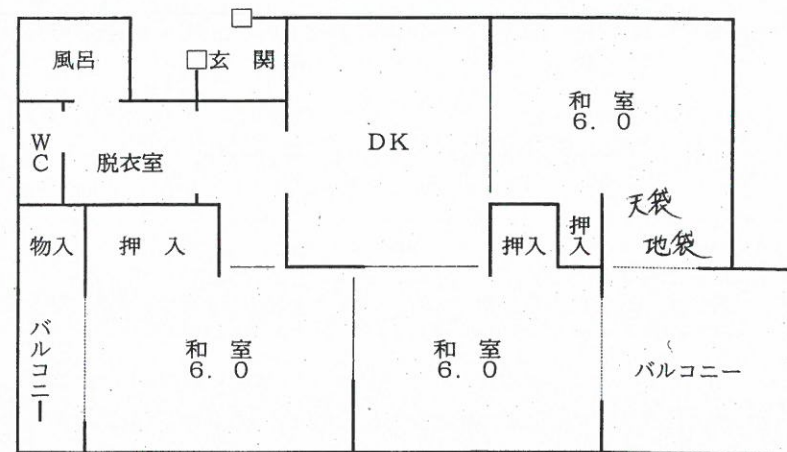 風呂
玄 関
和 室
6.0
DK
WC
脱衣室
天袋
地袋
物入
押 入
押入
押入
バルコニー
和 室
6.0
和 室
6.0
バルコニー